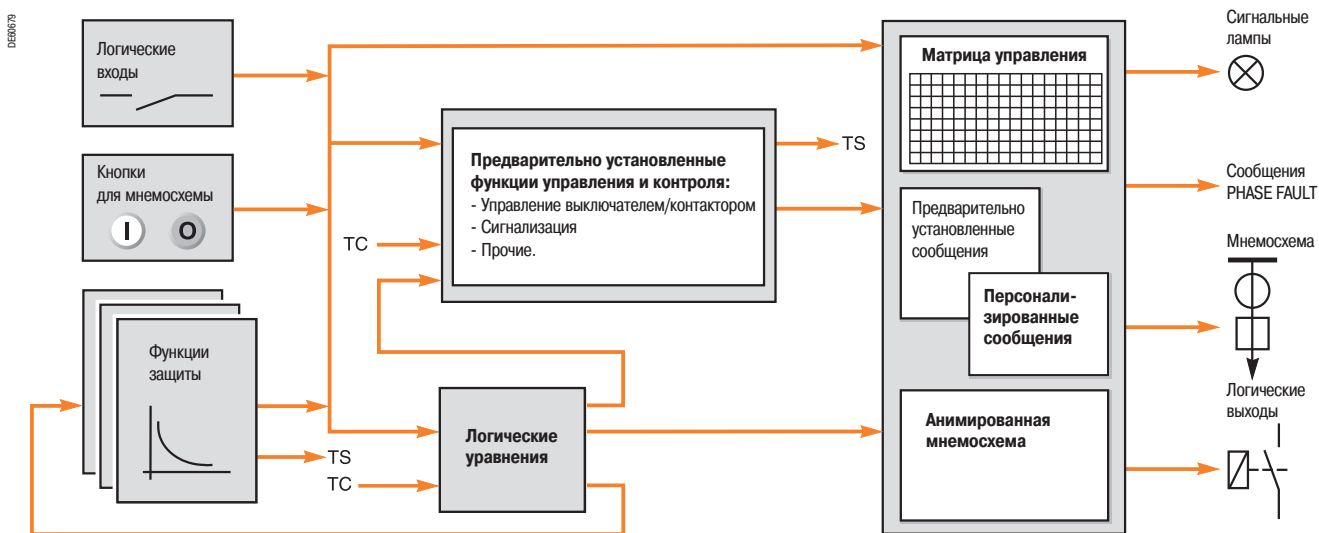 DE60679
Логические
входы
Кнопки
для мнемосхемы
I O
Функции
защиты
TS
TC
Предварительно установленные
функции управления и контроля:
- Управление выключателем/контактором
- Сигнализация
- Прочие.
TC
TS
Логические
уравнения
Матрица управления
Предварительно
установленные
сообщения
Персонали-
зированные
сообщения
Анимированная
мнемосхема
Сигнальные
лампы
Сообщения
PHASE FAULT
Мнемосхема
Логические
выходы